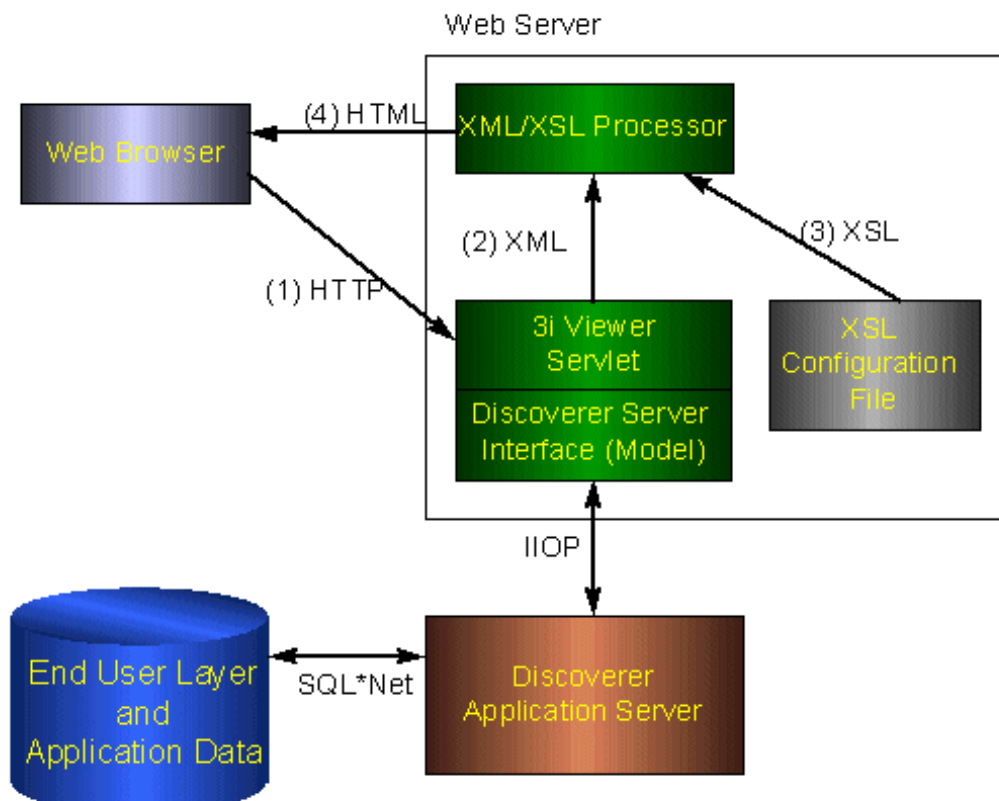 Web Server
(4) HTML
XML/XSL Processor
Web Browser
(2) XML
(3) XSL
(1) HTTP
3i Viewer
Servlet
XSL
Configuration
File
Discoverer Server
Interface (Model)
IIOP
End User Layer
and
Application Data
SQL*Net
Discoverer
Application Server